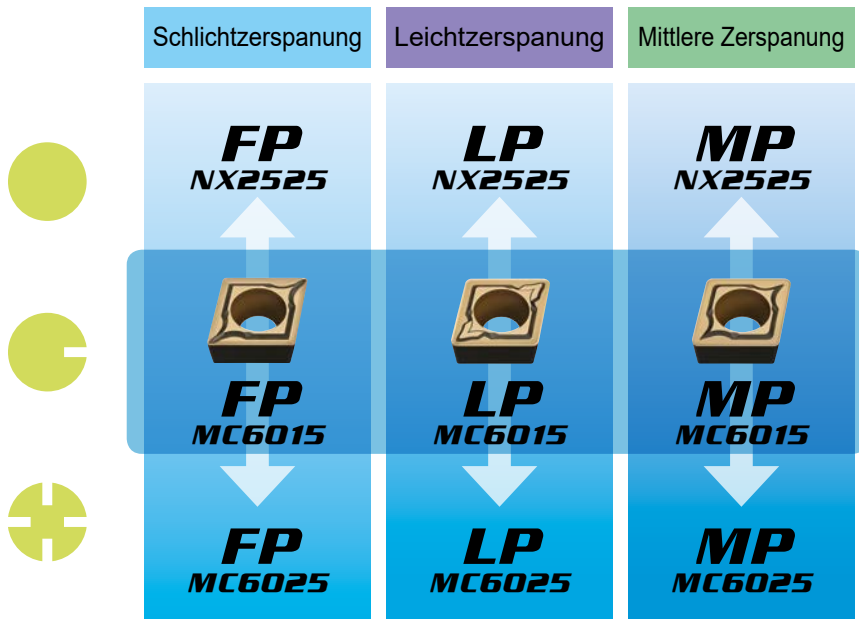 Schlichtzerspanung
Leichtzerspanung
Mittlere Zerspanung
FP
NX2525
LP
NX2525
MP
NX2525
FP
MC6015
LP
MC6015
MP
MC6015
FP
MC6025
LP
MC6025
MP
MC6025